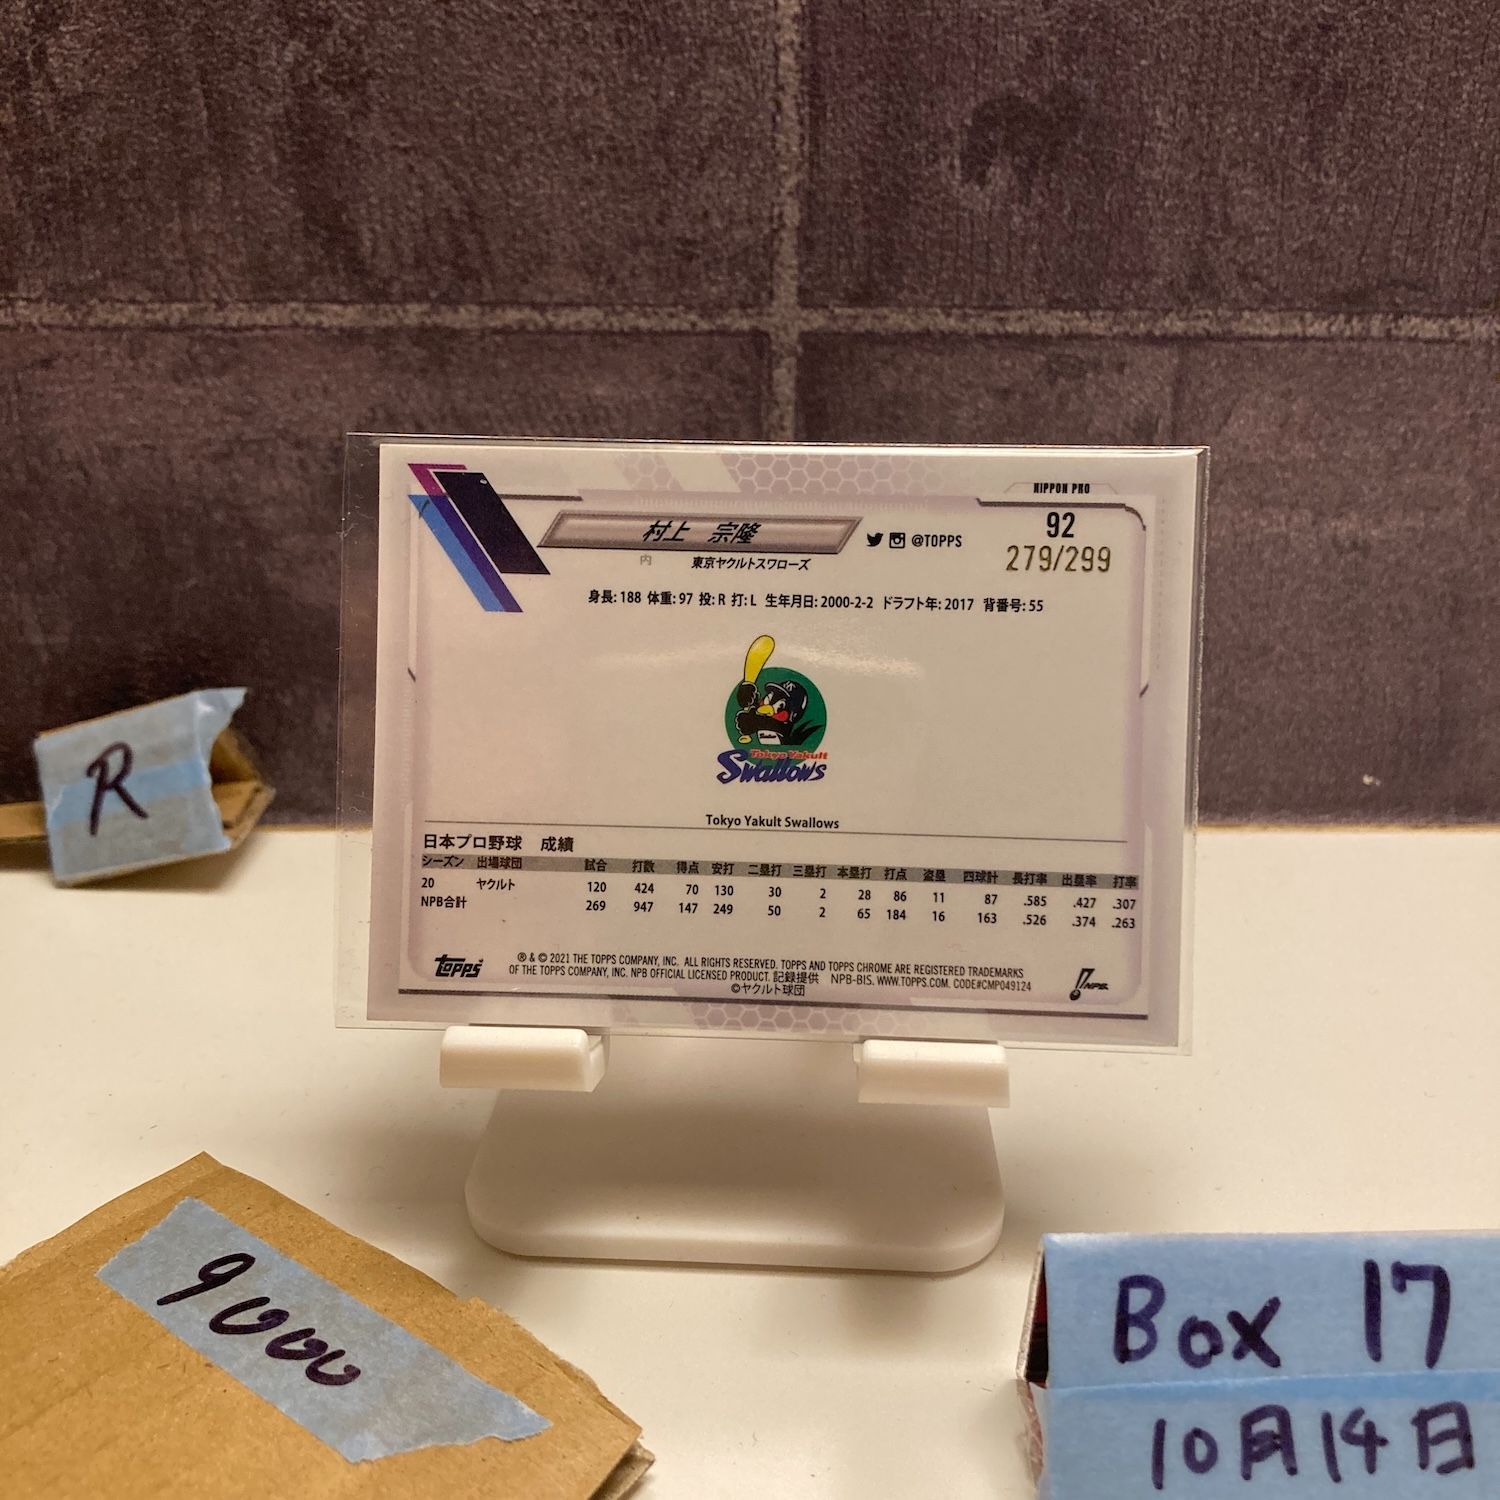 NIPPON PRO
92
279/299
村上 宗隆
@TOPPS
内 東京ヤクルトスワローズ
身長: 188 体重: 97 投: R 打: L 生年月日: 2000-2-2 ドラフト年: 2017 背番号: 55
Tokyo Yakult
Swallows
Tokyo Yakult Swallows
日本プロ野球 成績
シーズン 出場球団 試合 打数 得点 安打 二塁打 三塁打 本塁打 打点 盗塁 四球計 長打率 出塁率 打率
20 ヤクルト 120 424 70 130 30 2 28 86 11 87 .585 .427 .307
NPB合計 269 947 147 249 50 2 65 184 16 163 .526 .374 .263
topps
® & © 2021 THE TOPPS COMPANY, INC. ALL RIGHTS RESERVED. TOPPS AND TOPPS CHROME ARE REGISTERED TRADEMARKS
OF THE TOPPS COMPANY, INC. NPB OFFICIAL LICENSED PRODUCT. 記録提供 NPB-BIS. WWW.TOPPS.COM. CODE#CMP049124
©ヤクルト球団
NPB.
R
9000
Box 17
10月14日